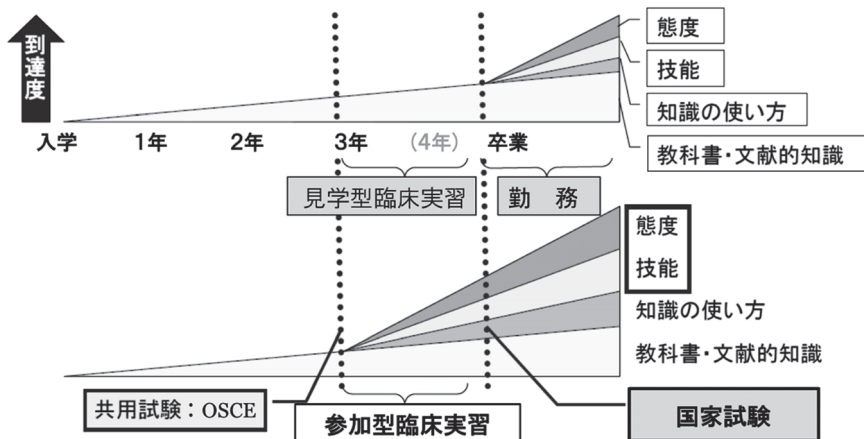 到達度
態度
技能
知識の使い方
教科書・文献的知識
入学 1年 2年 3年 (4年) 卒業
見学型臨床実習 勤 務
態度
技能
知識の使い方
教科書・文献的知識
共用試験：OSCE
参加型臨床実習
国家試験